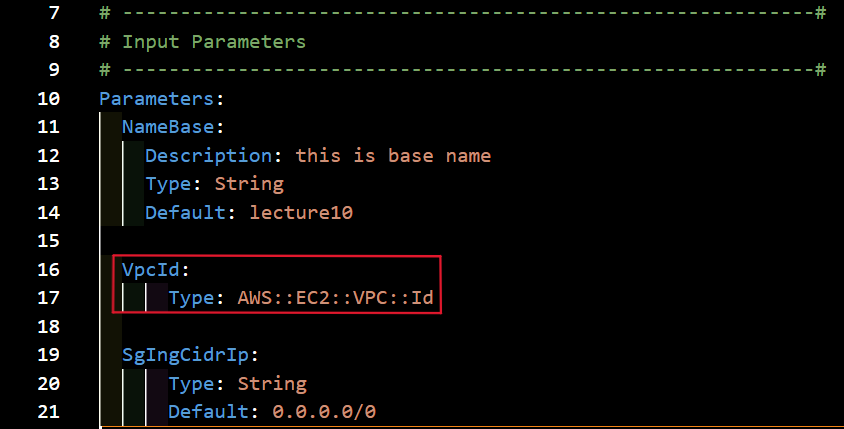 7 # ------------------------------------------------------------#
8 # Input Parameters
9 # ------------------------------------------------------------#
10 Parameters:
11   NameBase:
12     Description: this is base name
13     Type: String
14     Default: lecture10
15
16   VpcId:
17       Type: AWS::EC2::VPC::Id
18
19   SgIngCidrIp:
20       Type: String
21       Default: 0.0.0.0/0